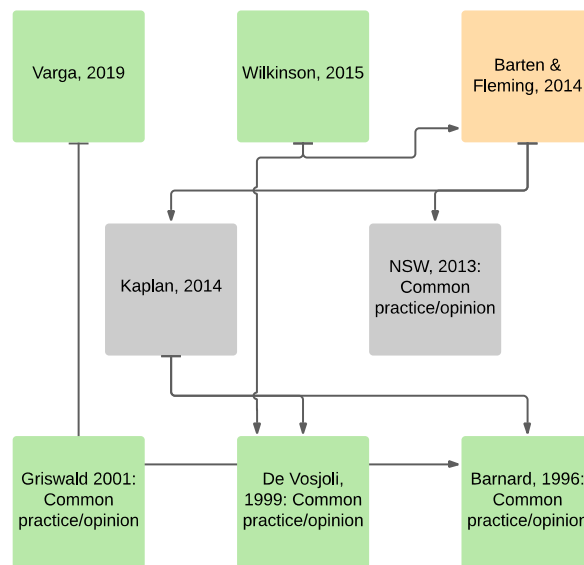 Varga, 2019
Wilkinson, 2015
Barten &
Fleming, 2014
Kaplan, 2014
NSW, 2013:
Common
practice/opinion
Griswald 2001:
Common
practice/opinion
De Vosjoli,
1999: Common
practice/opinion
Barnard, 1996:
Common
practice/opinion